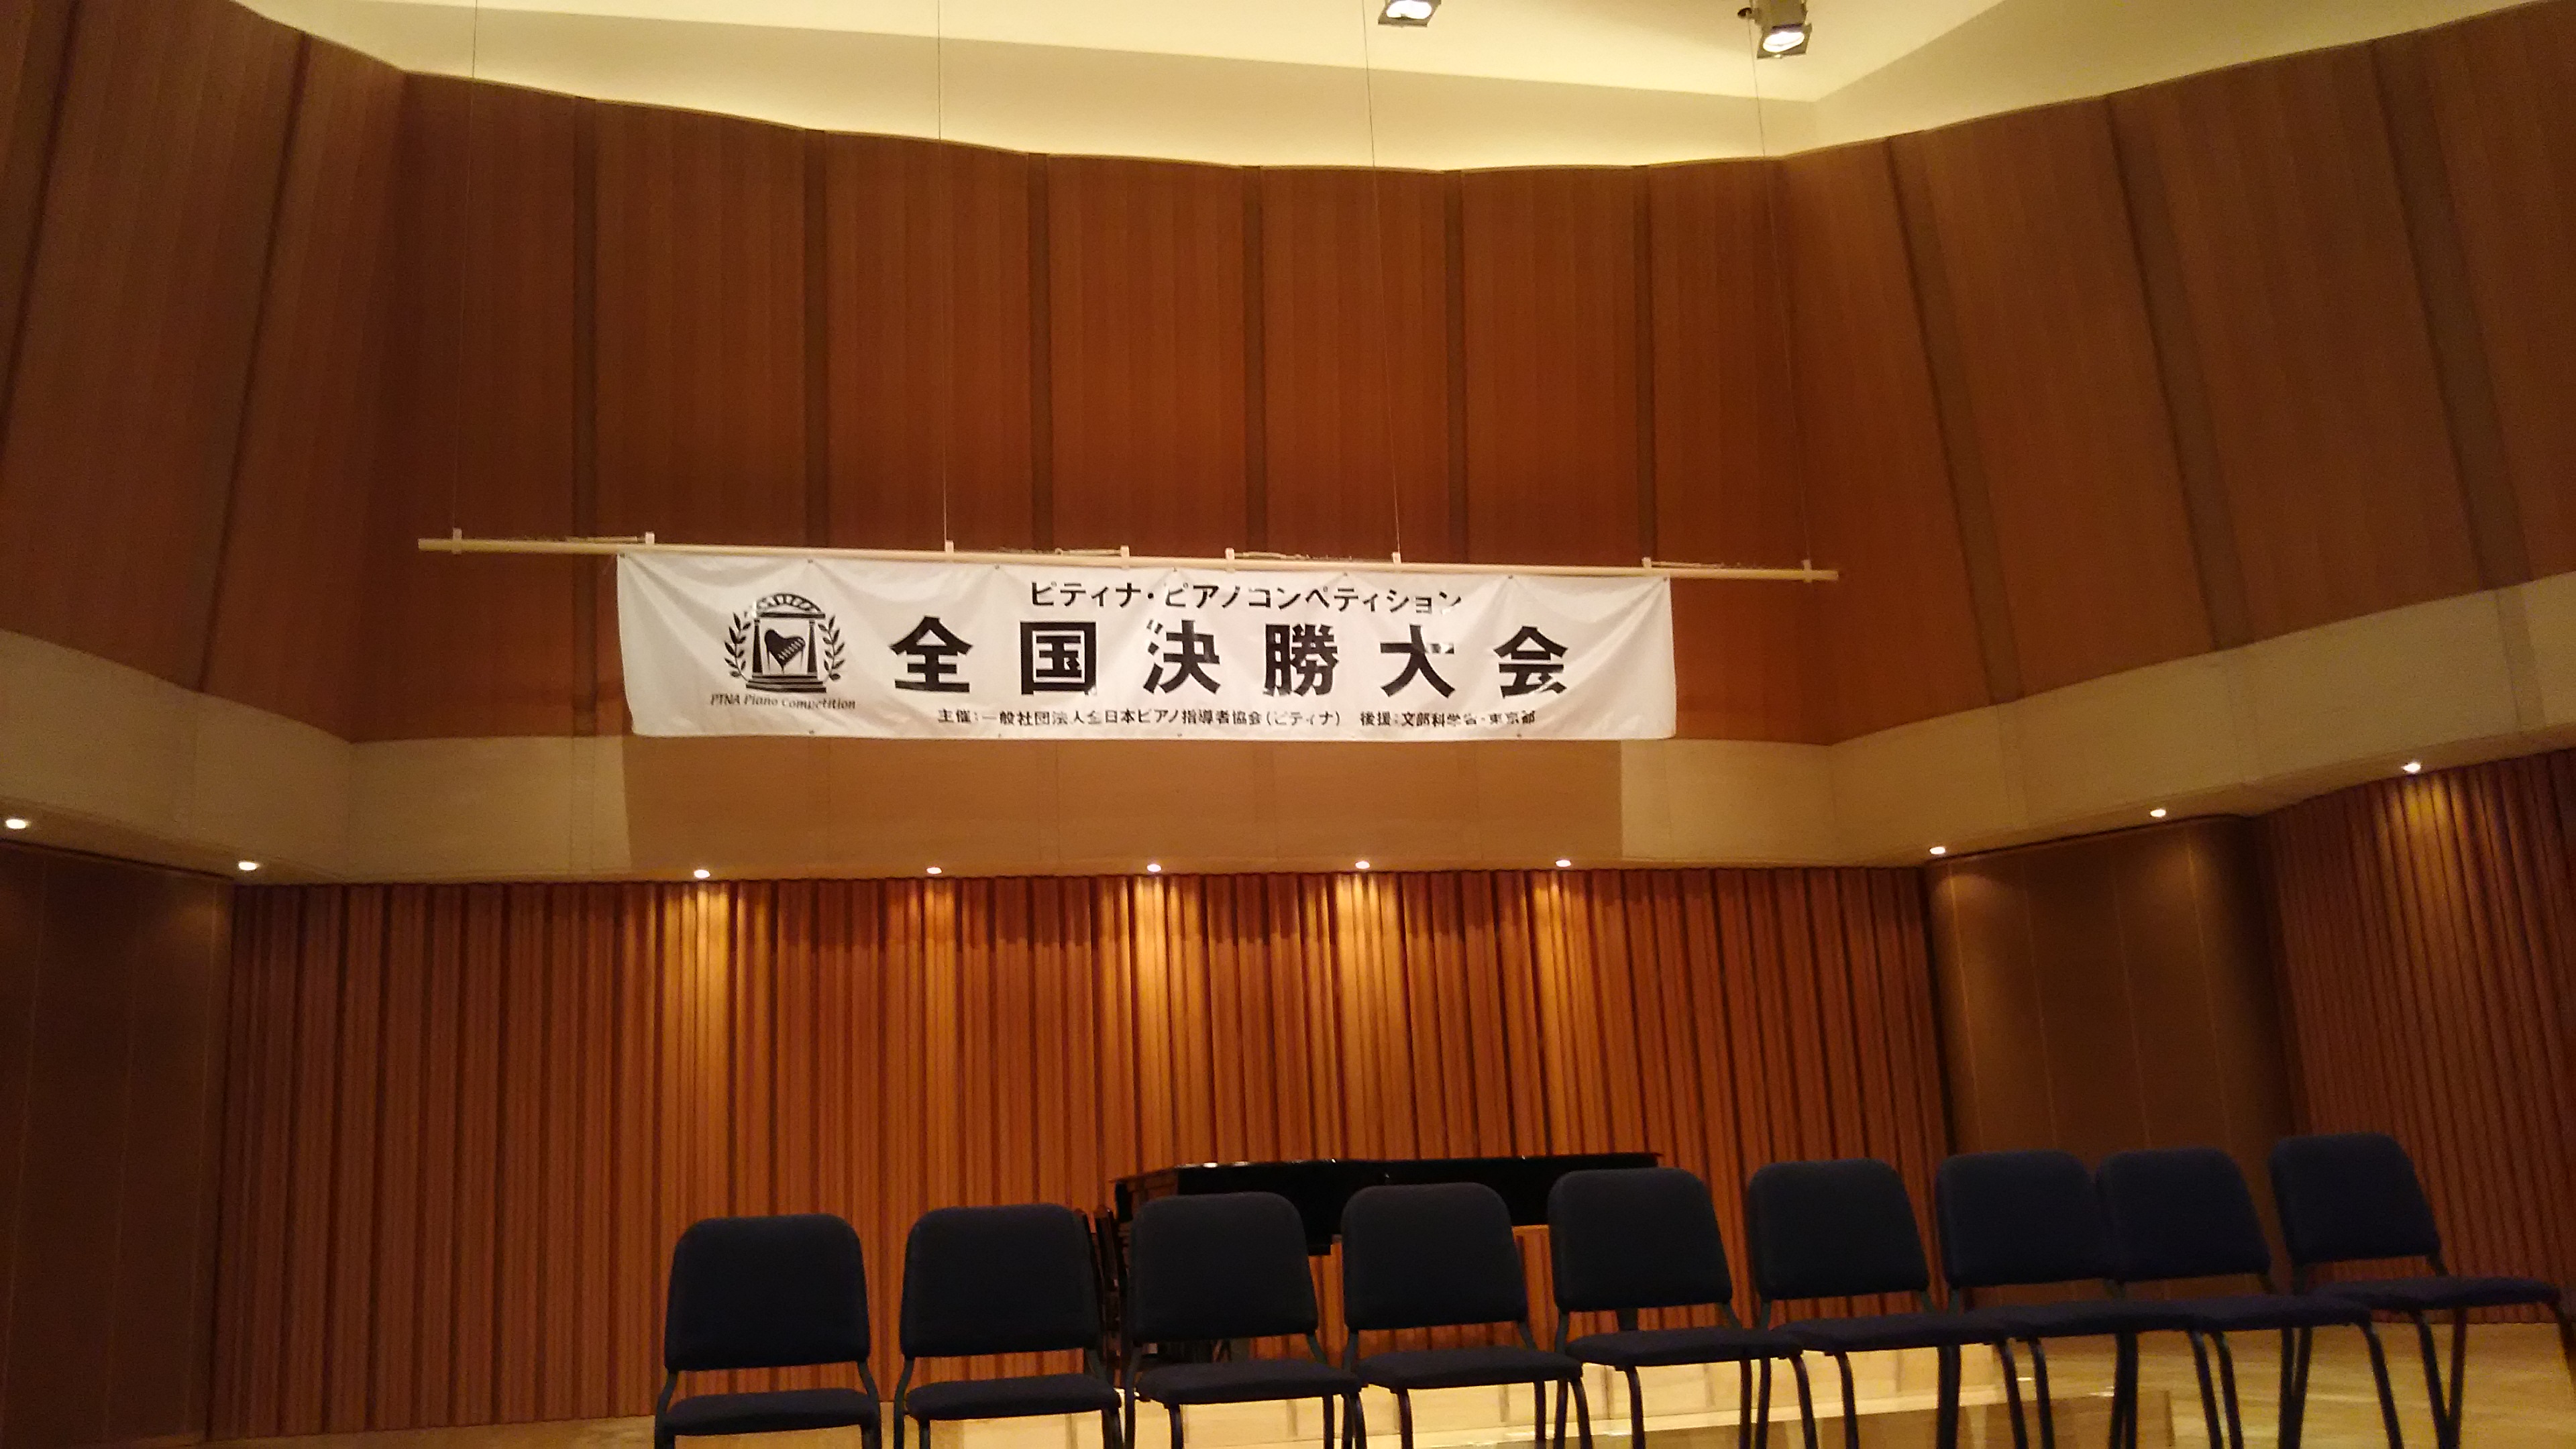 ピティナ・ピアノコンペティション
全国決勝大会
PTNA Piano Competition
主催:一般社団法人全日本ピアノ指導者協会(ピティナ) 後援:文部科学省・東京都